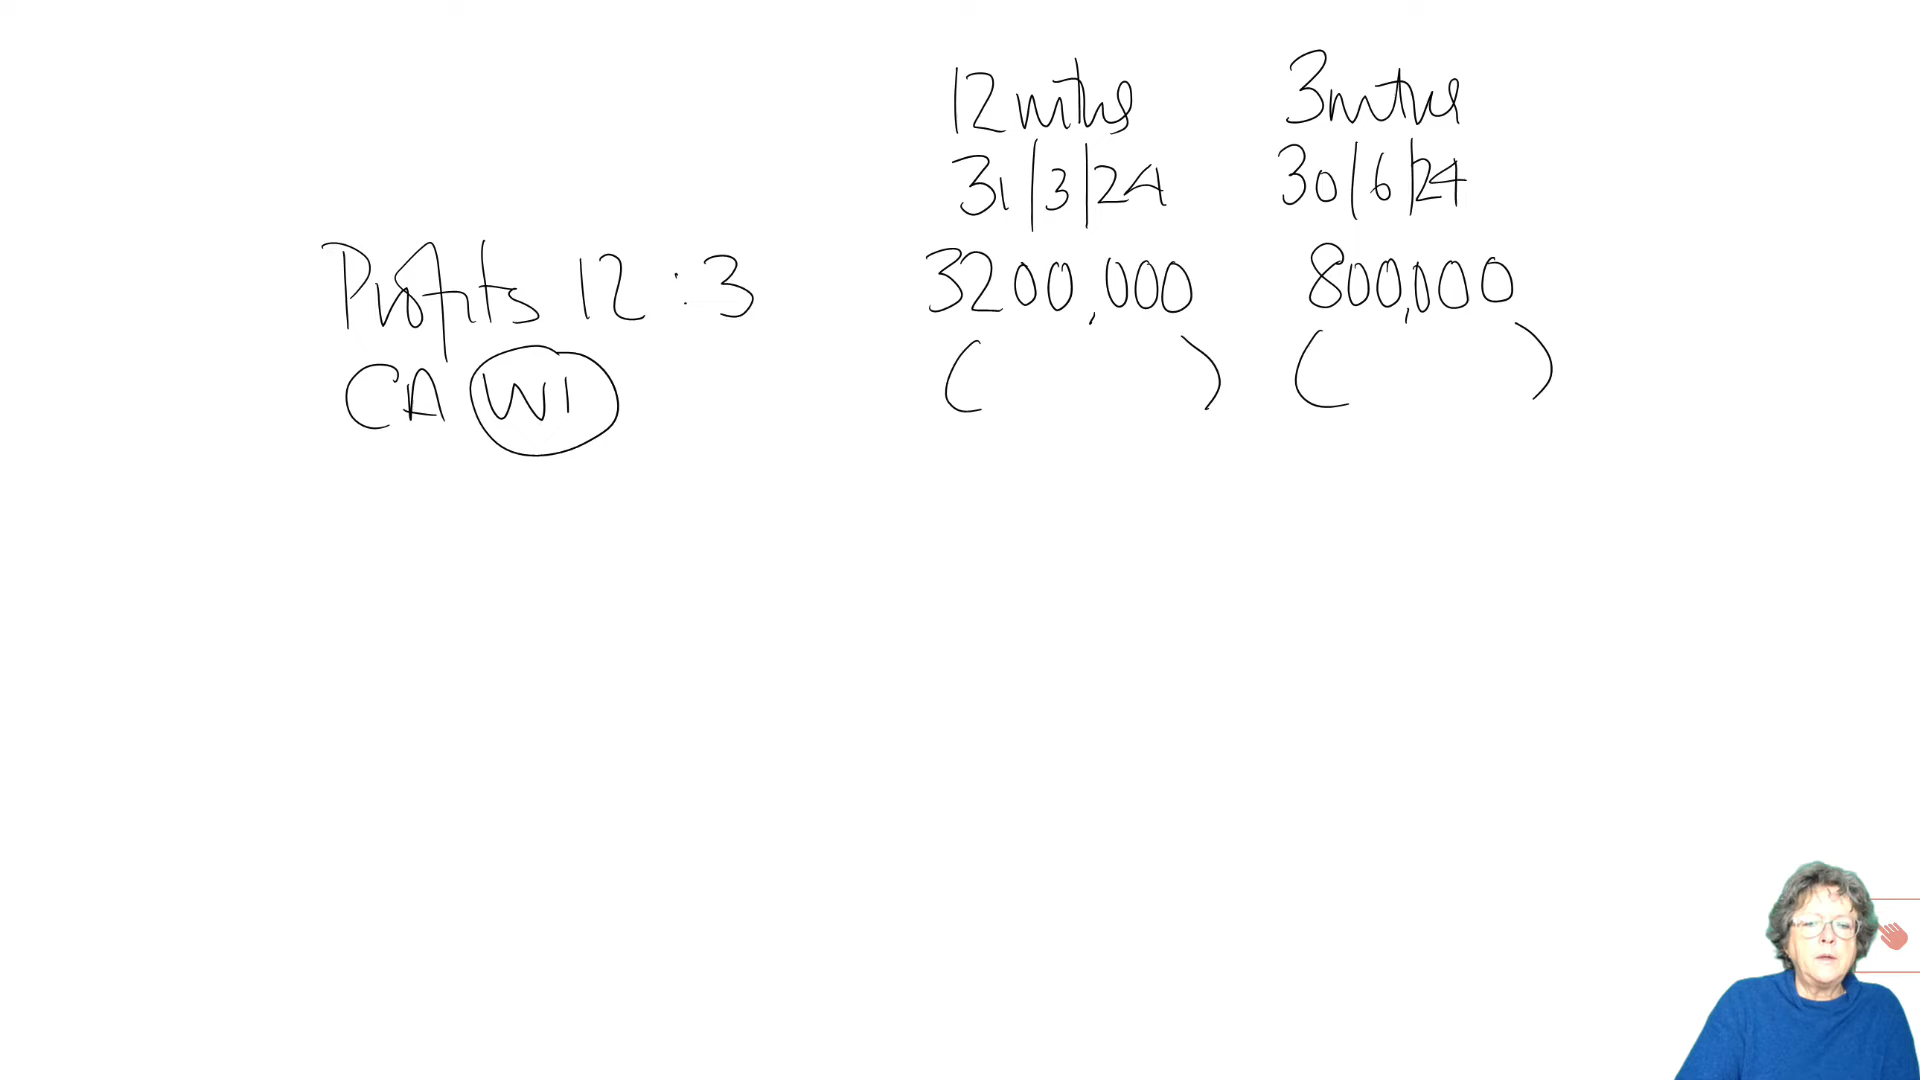 12 mths 3 mths
31/3/24 30/6/24
Profits 12:3 3200,000 800,000
CA W1 ( ) ( )